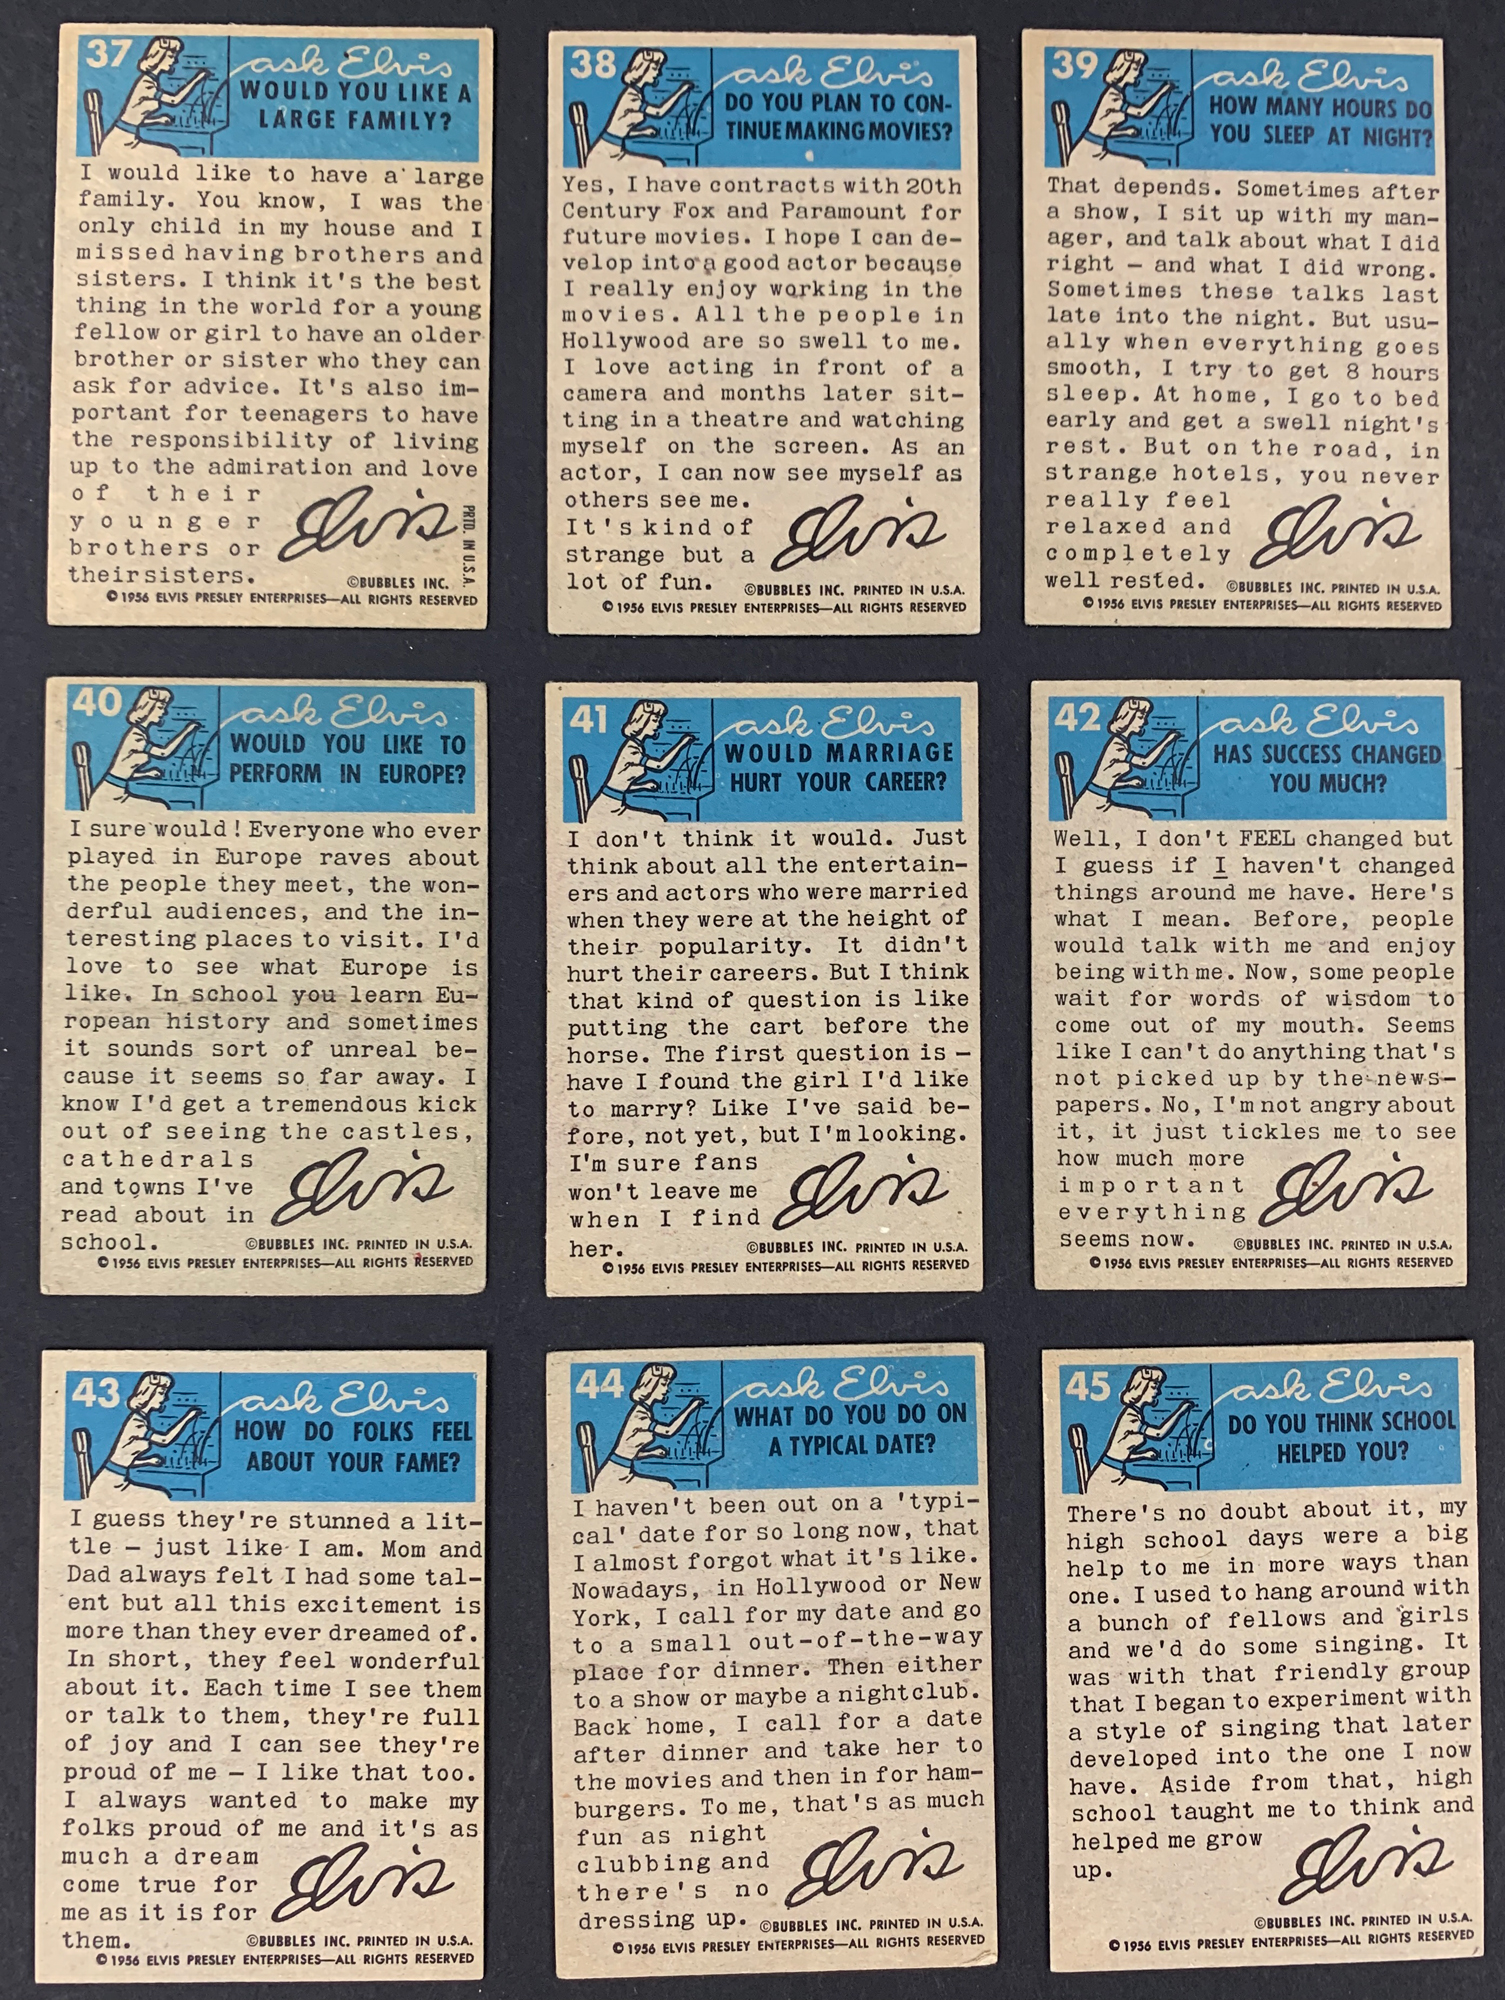 37
ask Elvis
WOULD YOU LIKE A
LARGE FAMILY?
I would like to have a large
family. You know, I was the
only child in my house and I
missed having brothers and
sisters. I think it's the best
thing in the world for a young
fellow or girl to have an older
brother or sister who they can
ask for advice. It's also im-
portant for teenagers to have
the responsibility of living
up to the admiration and love
of their
younger
brothers or
their sisters.
Elvis
PRTD. IN U.S.A.
©BUBBLES INC.
© 1956 ELVIS PRESLEY ENTERPRISES—ALL RIGHTS RESERVED
38
ask Elvis
DO YOU PLAN TO CON-
TINUE MAKING MOVIES?
Yes, I have contracts with 20th
Century Fox and Paramount for
future movies. I hope I can de-
velop into a good actor because
I really enjoy working in the
movies. All the people in
Hollywood are so swell to me.
I love acting in front of a
camera and months later sit-
ting in a theatre and watching
myself on the screen. As an
actor, I can now see myself as
others see me.
It's kind of
strange but a
lot of fun.
Elvis
©BUBBLES INC. PRINTED IN U.S.A.
© 1956 ELVIS PRESLEY ENTERPRISES—ALL RIGHTS RESERVED
39
ask Elvis
HOW MANY HOURS DO
YOU SLEEP AT NIGHT?
That depends. Sometimes after
a show, I sit up with my man-
ager, and talk about what I did
right — and what I did wrong.
Sometimes these talks last
late into the night. But usu-
ally when everything goes
smooth, I try to get 8 hours
sleep. At home, I go to bed
early and get a swell night's
rest. But on the road, in
strange hotels, you never
really feel
relaxed and
completely
well rested.
Elvis
©BUBBLES INC. PRINTED IN U.S.A.
© 1956 ELVIS PRESLEY ENTERPRISES—ALL RIGHTS RESERVED
40
ask Elvis
WOULD YOU LIKE TO
PERFORM IN EUROPE?
I sure would! Everyone who ever
played in Europe raves about
the people they meet, the won-
derful audiences, and the in-
teresting places to visit. I'd
love to see what Europe is
like. In school you learn Eu-
ropean history and sometimes
it sounds sort of unreal be-
cause it seems so far away. I
know I'd get a tremendous kick
out of seeing the castles,
cathedrals
and towns I've
read about in
school.
Elvis
©BUBBLES INC. PRINTED IN U.S.A.
© 1956 ELVIS PRESLEY ENTERPRISES—ALL RIGHTS RESERVED
41
ask Elvis
WOULD MARRIAGE
HURT YOUR CAREER?
I don't think it would. Just
think about all the entertain-
ers and actors who were married
when they were at the height of
their popularity. It didn't
hurt their careers. But I think
that kind of question is like
putting the cart before the
horse. The first question is —
have I found the girl I'd like
to marry? Like I've said be-
fore, not yet, but I'm looking.
I'm sure fans
won't leave me
when I find
her.
Elvis
©BUBBLES INC. PRINTED IN U.S.A.
© 1956 ELVIS PRESLEY ENTERPRISES—ALL RIGHTS RESERVED
42
ask Elvis
HAS SUCCESS CHANGED
YOU MUCH?
Well, I don't FEEL changed but
I guess if I haven't changed
things around me have. Here's
what I mean. Before, people
would talk with me and enjoy
being with me. Now, some people
wait for words of wisdom to
come out of my mouth. Seems
like I can't do anything that's
not picked up by the news-
papers. No, I'm not angry about
it, it just tickles me to see
how much more
important
everything
seems now.
Elvis
©BUBBLES INC. PRINTED IN U.S.A.
© 1956 ELVIS PRESLEY ENTERPRISES—ALL RIGHTS RESERVED
43
ask Elvis
HOW DO FOLKS FEEL
ABOUT YOUR FAME?
I guess they're stunned a lit-
tle — just like I am. Mom and
Dad always felt I had some tal-
ent but all this excitement is
more than they ever dreamed of.
In short, they feel wonderful
about it. Each time I see them
or talk to them, they're full
of joy and I can see they're
proud of me — I like that too.
I always wanted to make my
folks proud of me and it's as
much a dream
come true for
me as it is for
them.
Elvis
©BUBBLES INC. PRINTED IN U.S.A.
© 1956 ELVIS PRESLEY ENTERPRISES—ALL RIGHTS RESERVED
44
ask Elvis
WHAT DO YOU DO ON
A TYPICAL DATE?
I haven't been out on a 'typi-
cal' date for so long now, that
I almost forgot what it's like.
Nowadays, in Hollywood or New
York, I call for my date and go
to a small out-of-the-way
place for dinner. Then either
to a show or maybe a nightclub.
Back home, I call for a date
after dinner and take her to
the movies and then in for ham-
burgers. To me, that's as much
fun as night
clubbing and
there's no
dressing up.
Elvis
©BUBBLES INC. PRINTED IN U.S.A.
© 1956 ELVIS PRESLEY ENTERPRISES—ALL RIGHTS RESERVED
45
ask Elvis
DO YOU THINK SCHOOL
HELPED YOU?
There's no doubt about it, my
high school days were a big
help to me in more ways than
one. I used to hang around with
a bunch of fellows and girls
and we'd do some singing. It
was with that friendly group
that I began to experiment with
a style of singing that later
developed into the one I now
have. Aside from that, high
school taught me to think and
helped me grow
up.
Elvis
©BUBBLES INC. PRINTED IN U.S.A.
© 1956 ELVIS PRESLEY ENTERPRISES—ALL RIGHTS RESERVED